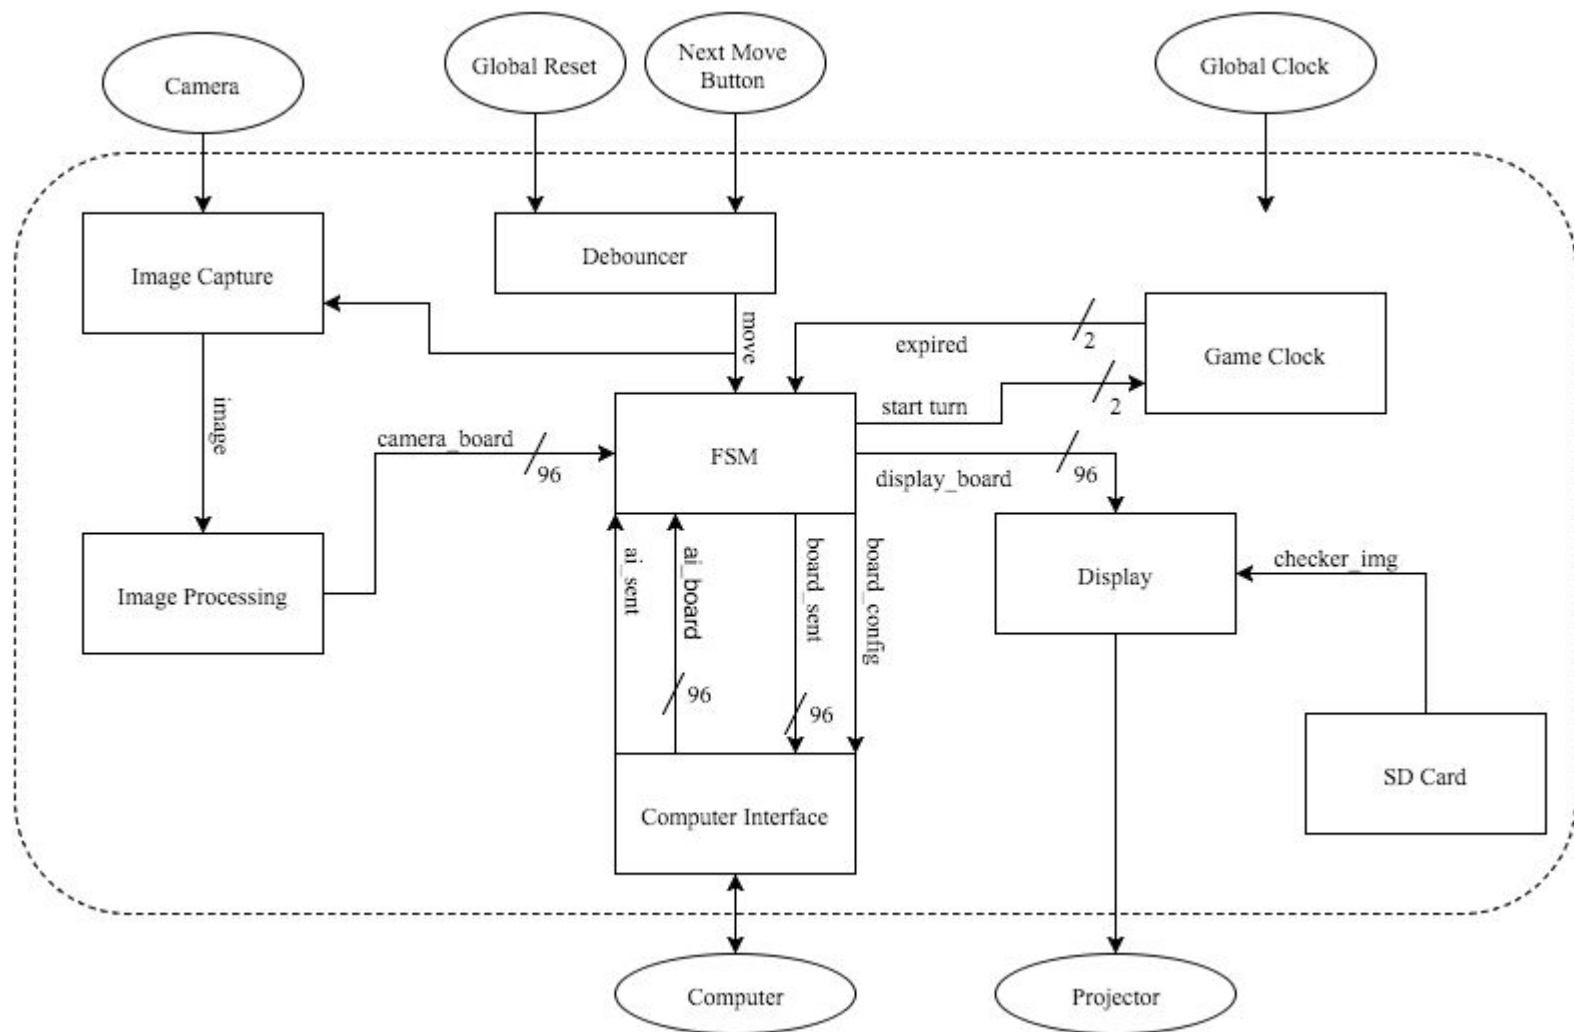 Camera
Global Reset
Next Move
Button
Global Clock
Image Capture
Debouncer
move
expired
2
Game Clock
start turn
2
image
camera_board
96
FSM
display_board
96
ai_sent
ai_board
96
board_sent
96
board_config
Display
checker_img
Image Processing
SD Card
Computer Interface
Computer
Projector